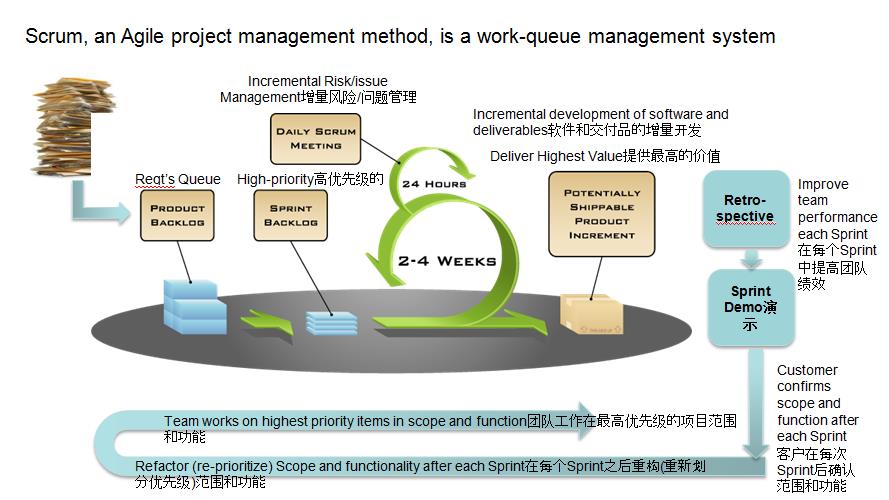 Scrum, an Agile project management method, is a work-queue management system
Incremental Risk/issue
Management增量风险/问题管理
DAILY SCRUM
MEETING
24 HOURS
Incremental development of software and
deliverables软件和交付品的增量开发
Deliver Highest Value提供最高的价值
Reqt's Queue
PRODUCT
BACKLOG
High-priority高优先级的
SPRINT
BACKLOG
2-4 WEEKS
POTENTIALLY
SHIPPABLE
PRODUCT
INCREMENT
Retro-
spective
Improve
team
performance
each Sprint
在每个Sprint
中提高团队
绩效
Sprint
Demo演
示
Customer
confirms
scope and
function after
each Sprint
客户在每次
Sprint后确认
范围和功能
Team works on highest priority items in scope and function团队工作在最高优先级的项目范围
和功能
Refactor (re-prioritize) Scope and functionality after each Sprint在每个Sprint之后重构(重新划
分优先级)范围和功能